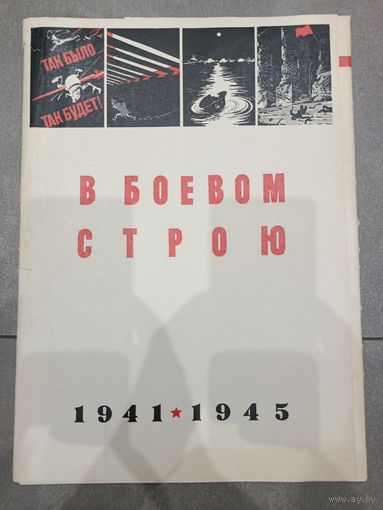 ТАК БЫЛО
ТАК БУДЕТ!
В БОЕВОМ
СТРОЮ
1941 ★ 1945
www.ay.by